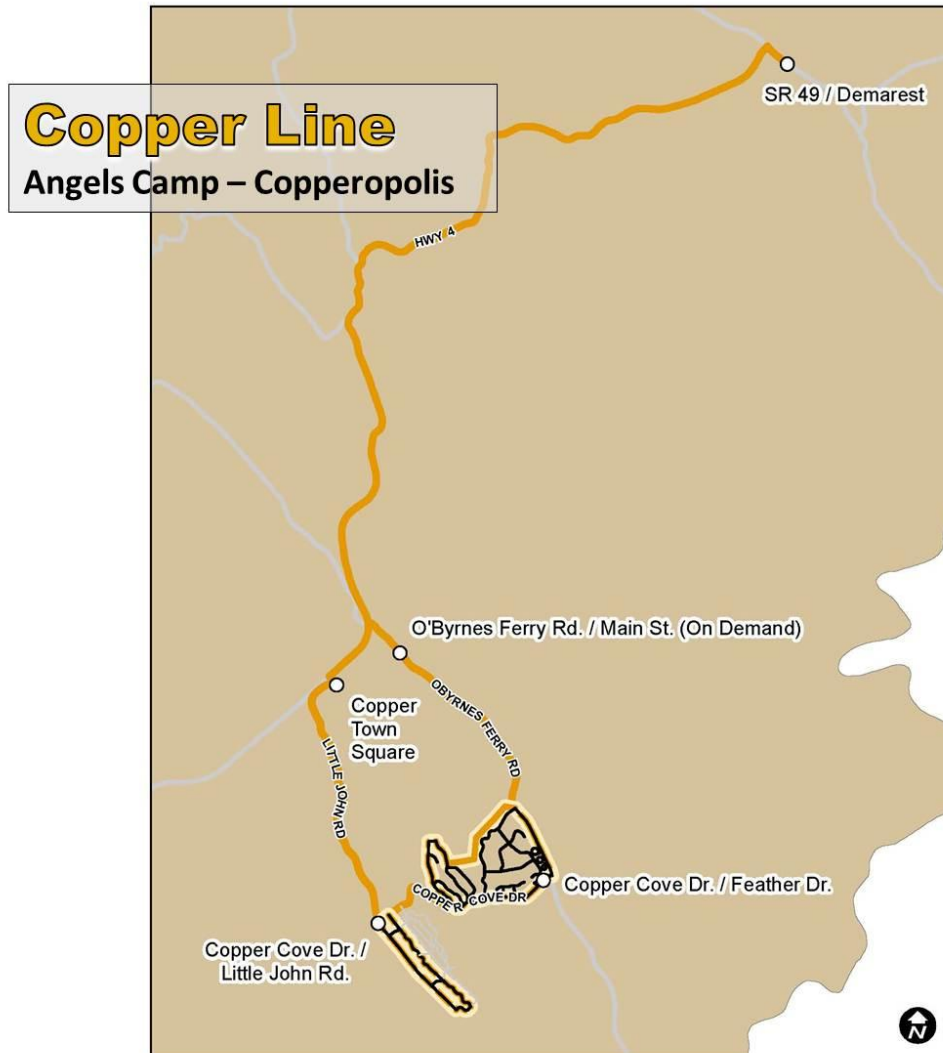 Copper Line
Angels Camp – Copperopolis
SR 49 / Demarest
HWY 4
O'Byrnes Ferry Rd. / Main St. (On Demand)
Copper
Town
Square
OBYRNES FERRY RD
LITTLE JOHN RD
Copper Cove Dr. / Feather Dr.
COPPER COVE DR
Copper Cove Dr. /
Little John Rd.
N